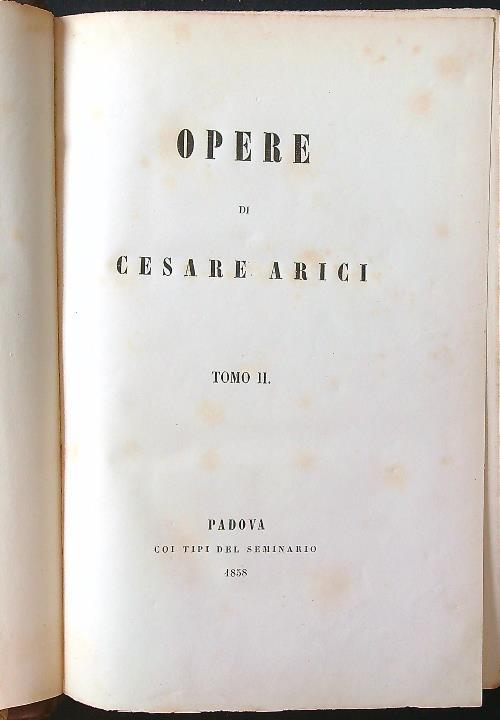 OPERE
DI
CESARE ARICI
TOMO II.
PADOVA
COI TIPI DEL SEMINARIO
1858